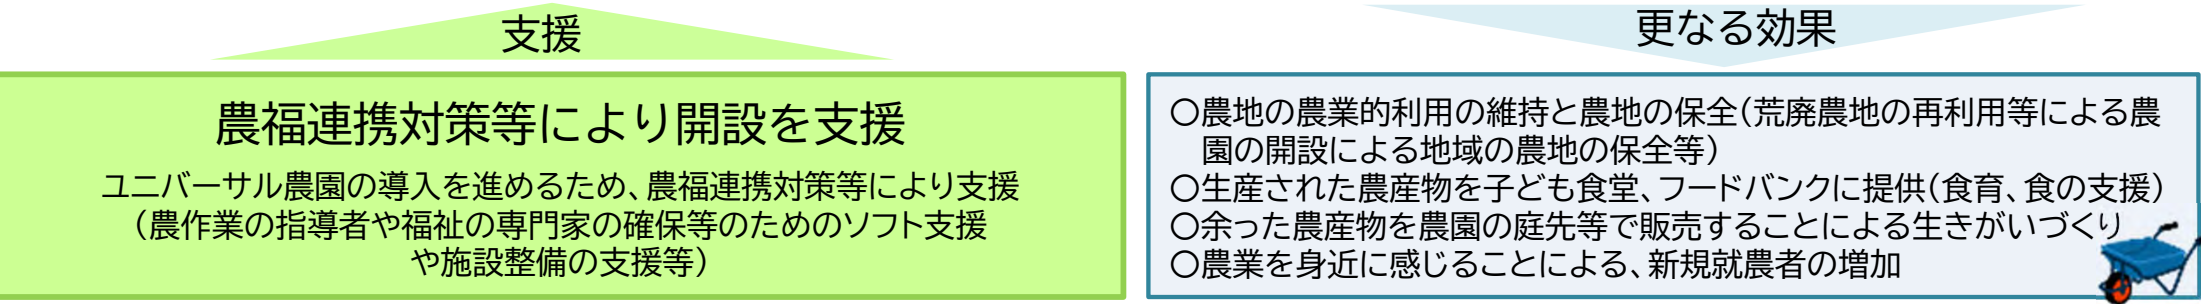 支援
農福連携対策等により開設を支援
ユニバーサル農園の導入を進めるため、農福連携対策等により支援
（農作業の指導者や福祉の専門家の確保等のためのソフト支援
や施設整備の支援等）
更なる効果
〇農地の農業的利用の維持と農地の保全（荒廃農地の再利用等による農
園の開設による地域の農地の保全等）
〇生産された農産物を子ども食堂、フードバンクに提供（食育、食の支援）
〇余った農産物を農園の庭先等で販売することによる生きがいづくり
〇農業を身近に感じることによる、新規就農者の増加